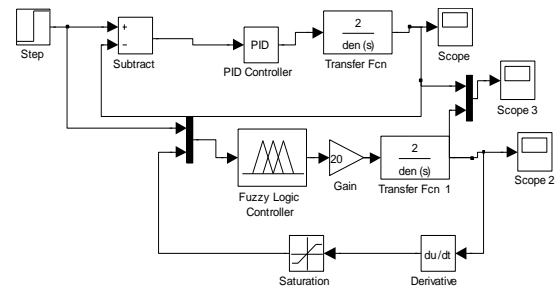 Step
+
−
Subtract
PID
PID Controller
2
den (s)
Transfer Fcn
Scope
Scope 3
Fuzzy Logic
Controller
20
Gain
2
den (s)
Transfer Fcn 1
Scope 2
Saturation
du/dt
Derivative